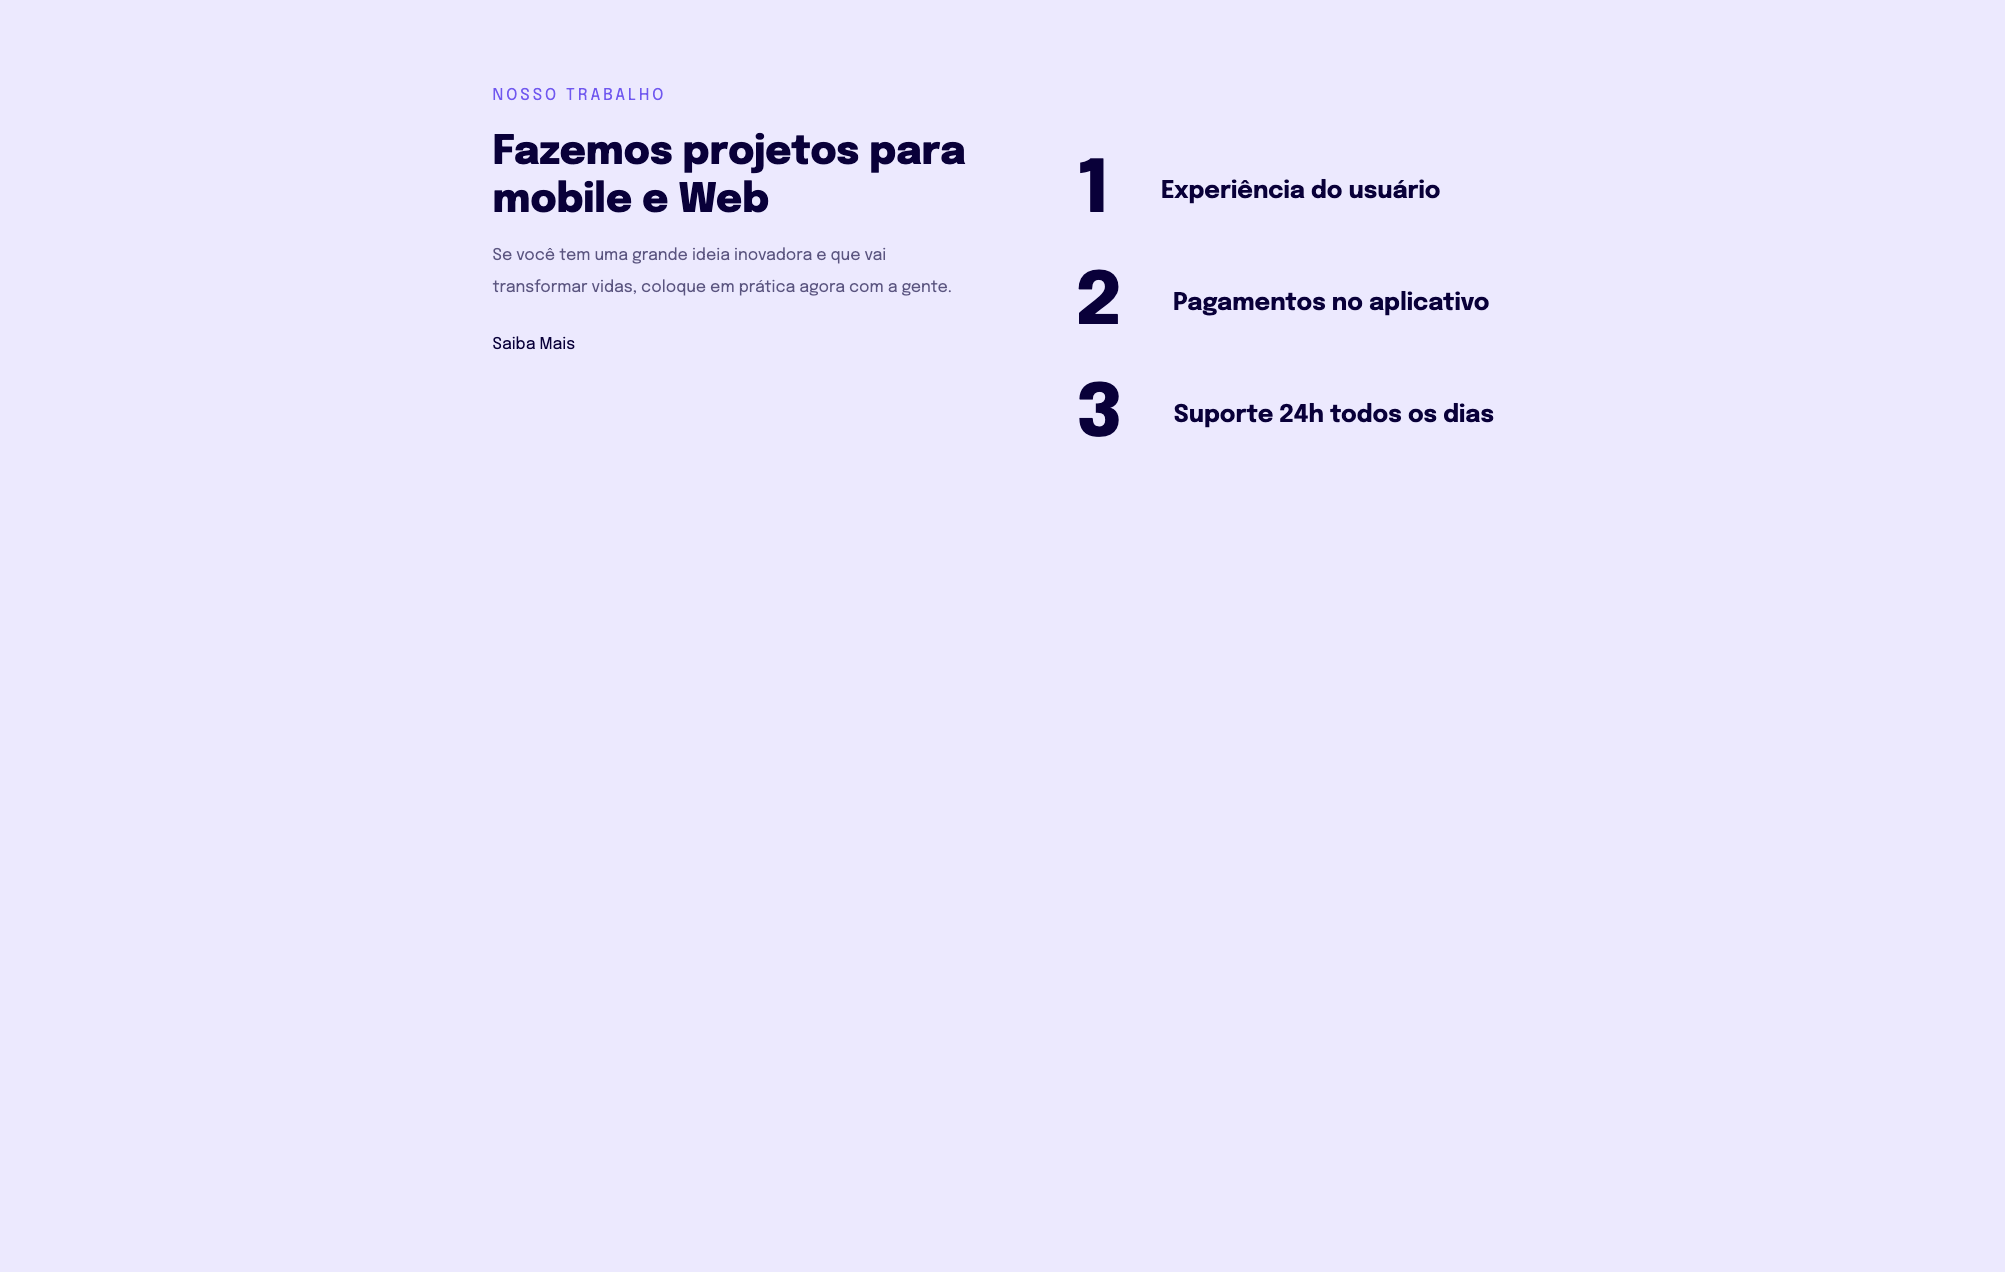 NOSSO TRABALHO
Fazemos projetos para
mobile e Web
Se você tem uma grande ideia inovadora e que vai
transformar vidas, coloque em prática agora com a gente.
Saiba Mais
1 Experiência do usuário
2 Pagamentos no aplicativo
3 Suporte 24h todos os dias